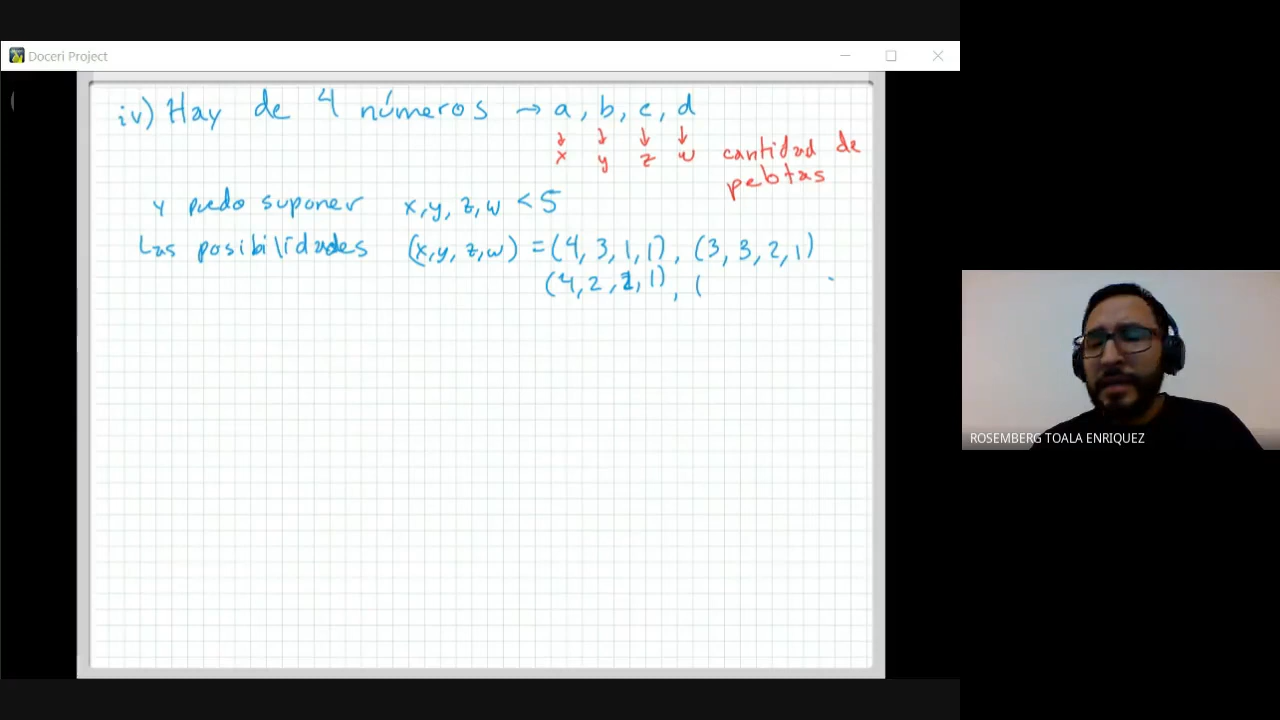 Doceri Project
iv) Hay de 4 números → a, b, c, d
↓ ↓ ↓ ↓
x y z w cantidad de
pelotas
y puedo suponer x, y, z, w < 5
Las posibilidades (x, y, z, w) = (4, 3, 1, 1), (3, 3, 2, 1)
(4, 2, 2, 1), (
ROSEMBERG TOALA ENRIQUEZ